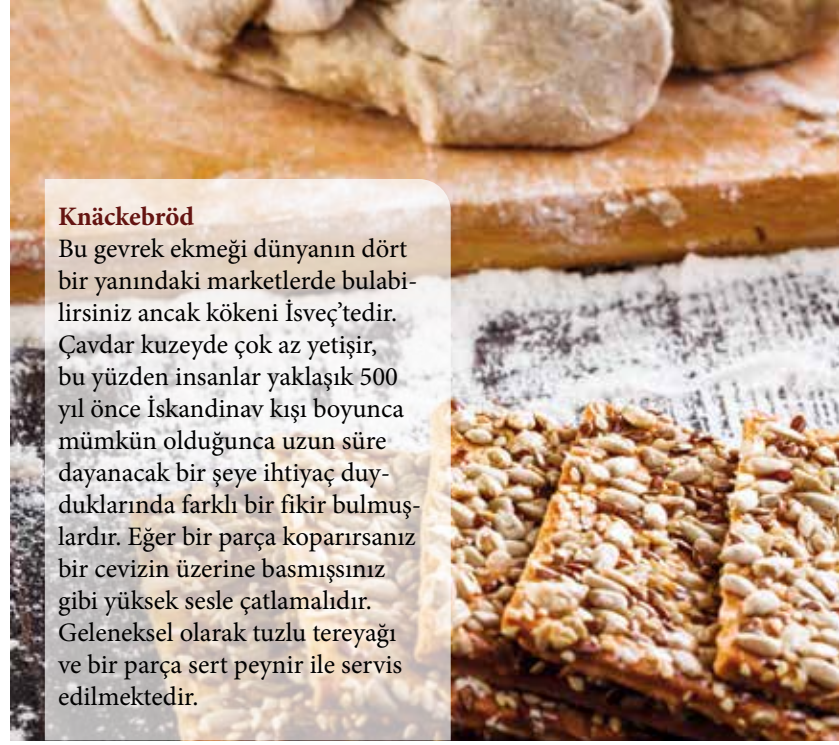 Knäckebröd
Bu gevrek ekmeği dünyanın dört
bir yanındaki marketlerde bulabi-
lirsiniz ancak kökeni İsveç’tedir.
Çavdar kuzeyde çok az yetişir,
bu yüzden insanlar yaklaşık 500
yıl önce İskandinav kışı boyunca
mümkün olduğunca uzun süre
dayanacak bir şeye ihtiyaç duy-
duklarında farklı bir fikir bulmuş-
lardır. Eğer bir parça koparırsanız
bir cevizin üzerine basmışsınız
gibi yüksek sesle çatlamalıdır.
Geleneksel olarak tuzlu tereyağı
ve bir parça sert peynir ile servis
edilmektedir.